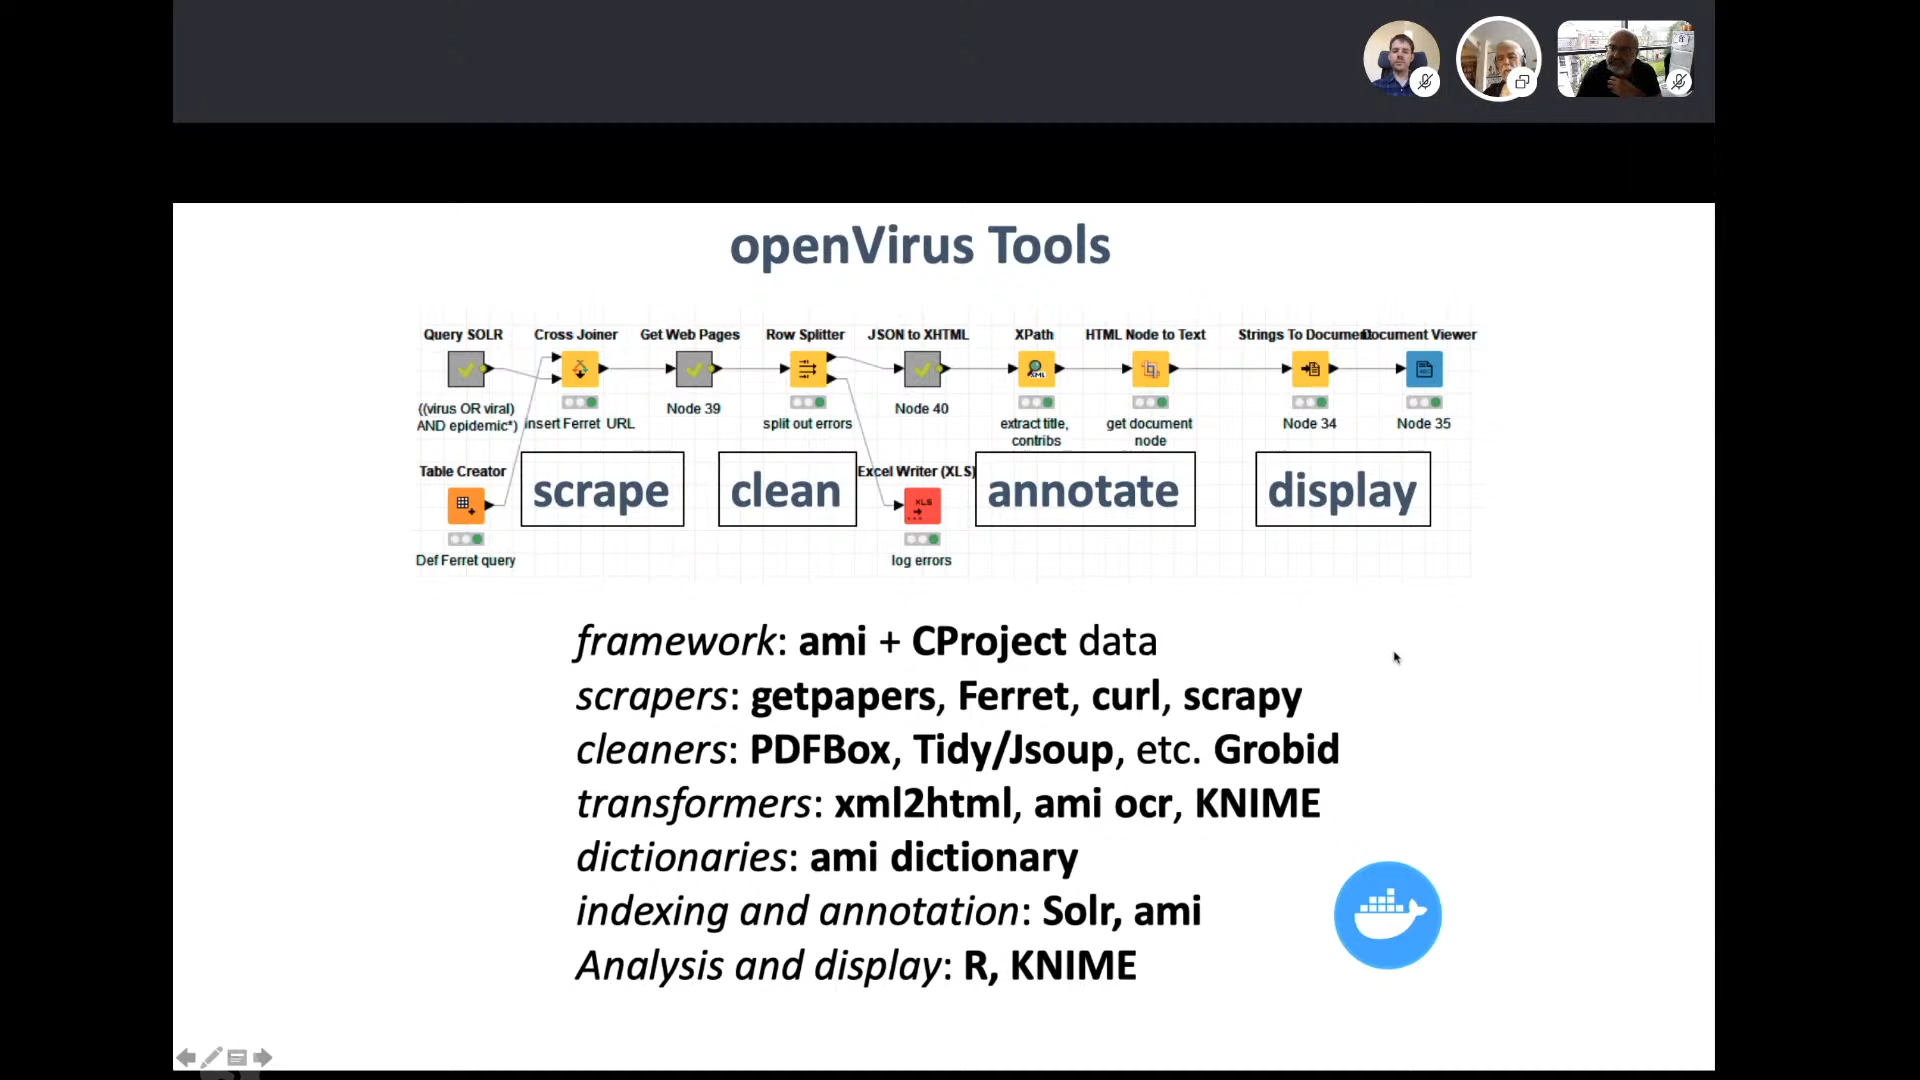 openVirus Tools
Query SOLR Cross Joiner Get Web Pages Row Splitter JSON to XHTML XPath HTML Node to Text Strings To Document Document Viewer
XML
((virus OR viral)
AND epidemic*)
insert Ferret URL
Node 39
split out errors
Node 40
extract title,
contribs
get document
node
Node 34
Node 35
Table Creator
scrape
clean
Excel Writer (XLS)
XLS
annotate
display
Def Ferret query
log errors
framework: ami + CProject data
scrapers: getpapers, Ferret, curl, scrapy
cleaners: PDFBox, Tidy/Jsoup, etc. Grobid
transformers: xml2html, ami ocr, KNIME
dictionaries: ami dictionary
indexing and annotation: Solr, ami
Analysis and display: R, KNIME